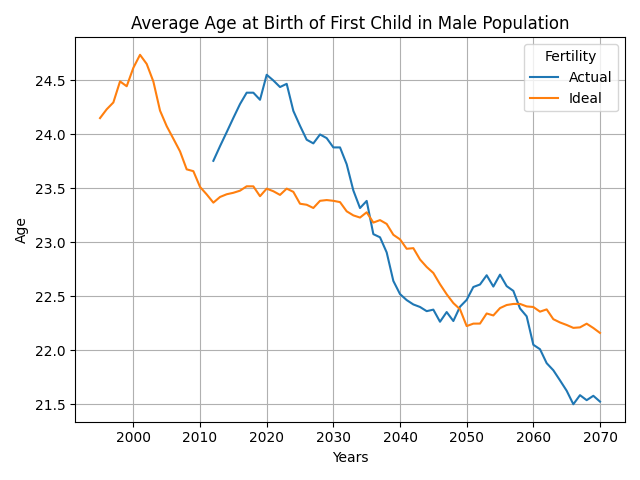 Average Age at Birth of First Child in Male Population
Fertility
Actual
Ideal
Age
24.5
24.0
23.5
23.0
22.5
22.0
21.5
2000 2010 2020 2030 2040 2050 2060 2070
Years